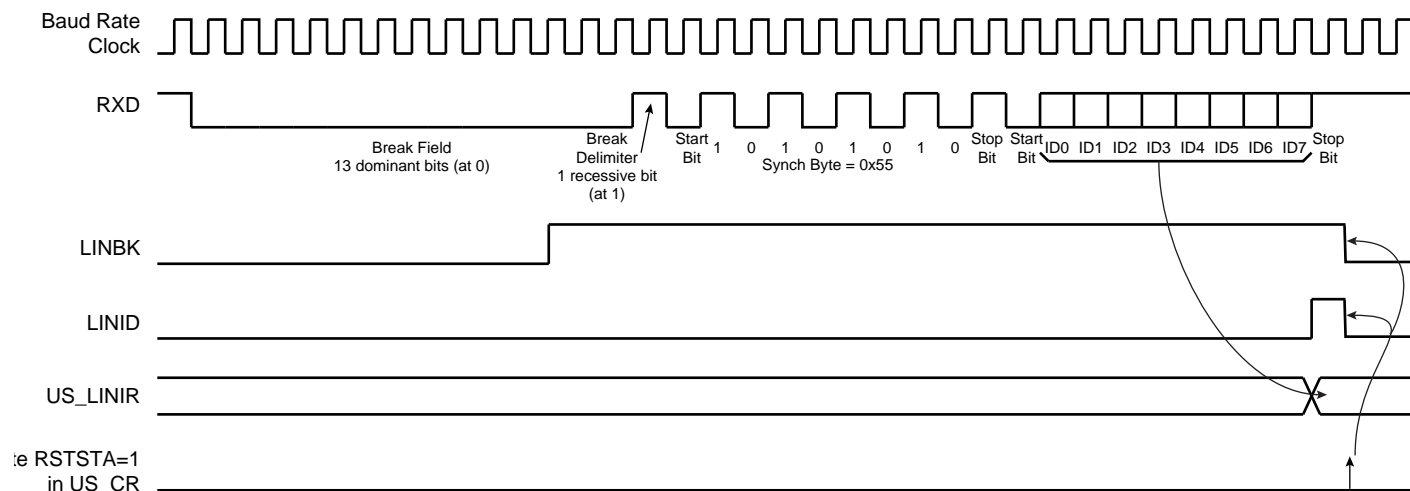 Baud Rate
Clock
RXD
Break Field
13 dominant bits (at 0)
Break
Delimiter
1 recessive bit
(at 1)
Start
Bit
1 0 1 0 1 0 1 0
Synch Byte = 0x55
Stop
Bit
Start
Bit
ID0 ID1 ID2 ID3 ID4 ID5 ID6 ID7
Stop
Bit
LINBK
LINID
US_LINIR
te RSTSTA=1
in US_CR